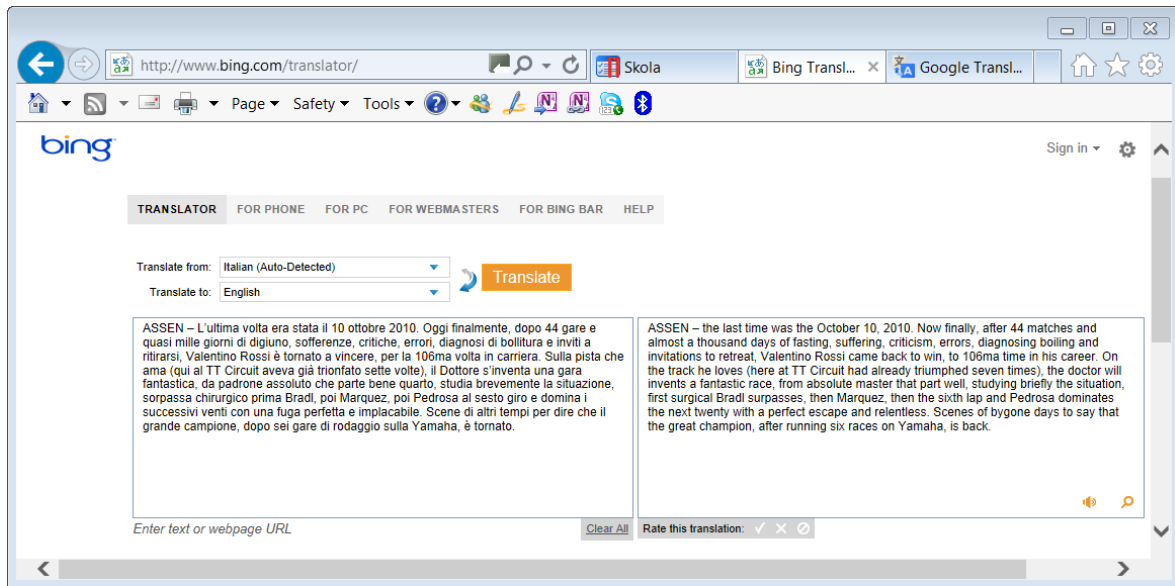 http://www.bing.com/translator/
Skola
Bing Transl...
Google Transl...
Page
Safety
Tools
bing
Sign in
TRANSLATOR FOR PHONE FOR PC FOR WEBMASTERS FOR BING BAR HELP
Translate from: Italian (Auto-Detected)
Translate to: English
Translate
ASSEN – L'ultima volta era stata il 10 ottobre 2010. Oggi finalmente, dopo 44 gare e
quasi mille giorni di digiuno, sofferenze, critiche, errori, diagnosi di bollitura e inviti a
ritirarsi, Valentino Rossi è tornato a vincere, per la 106ma volta in carriera. Sulla pista che
ama (qui al TT Circuit aveva già trionfato sette volte), il Dottore s'inventa una gara
fantastica, da padrone assoluto che parte bene quarto, studia brevemente la situazione,
sorpassa chirurgico prima Bradl, poi Marquez, poi Pedrosa al sesto giro e domina i
successivi venti con una fuga perfetta e implacabile. Scene di altri tempi per dire che il
grande campione, dopo sei gare di rodaggio sulla Yamaha, è tornato.
ASSEN – the last time was the October 10, 2010. Now finally, after 44 matches and
almost a thousand days of fasting, suffering, criticism, errors, diagnosing boiling and
invitations to retreat, Valentino Rossi came back to win, to 106ma time in his career. On
the track he loves (here at TT Circuit had already triumphed seven times), the doctor will
invents a fantastic race, from absolute master that part well, studying briefly the situation,
first surgical Bradl surpasses, then Marquez, then the sixth lap and Pedrosa dominates
the next twenty with a perfect escape and relentless. Scenes of bygone days to say that
the great champion, after running six races on Yamaha, is back.
Enter text or webpage URL
Clear All
Rate this translation: